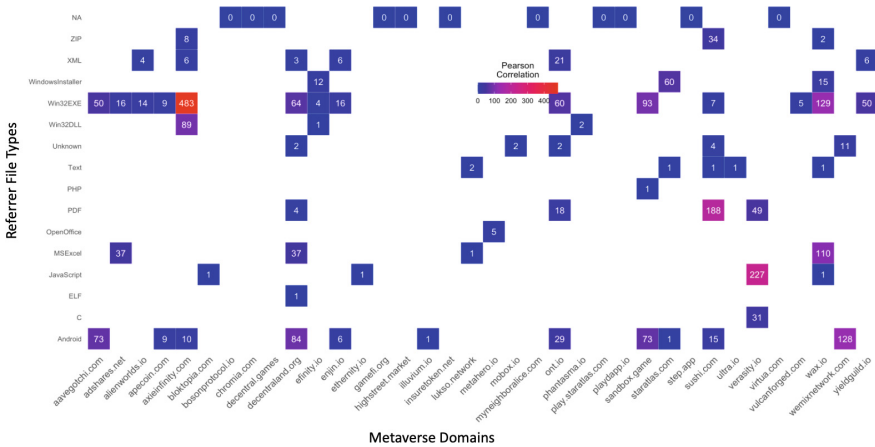 NA 0 0 0 0 0 0 0 0 0 0 0
ZIP 8 34 2
XML 4 6 3 6 21 6
Pearson
Correlation
WindowsInstaller 12 60 15
0 100 200 300 400
Win32EXE 50 16 14 9 483 64 4 16 60 93 7 5 129 50
Win32DLL 89 1 2
Unknown 2 2 2 4 11
Text 2 1 1 1 1
PHP 1
PDF 4 18 188 49
OpenOffice 5
MSExcel 37 37 1 110
JavaScript 1 1 227 1
ELF 1
C 31
Android 73 9 10 84 6 1 29 73 1 15 128
Referrer File Types
aavegotchi.com
adshares.net
alienworlds.io
apecoin.com
axieinfinity.com
bloktopia.com
bosonprotocol.io
chromia.com
decentral.games
decentraland.org
efinity.io
enjin.io
ethernity.io
gamefi.org
highstreet.market
illuvium.io
insuretoken.net
lukso.network
metahero.io
mobox.io
myneighboralice.com
ont.io
phantasma.io
play.staratlas.com
playdapp.io
sandbox.game
staratlas.com
step.app
sushi.com
ultra.io
verasity.io
virtua.com
vulcanforged.com
wax.io
wemixnetwork.com
yieldguild.io
Metaverse Domains